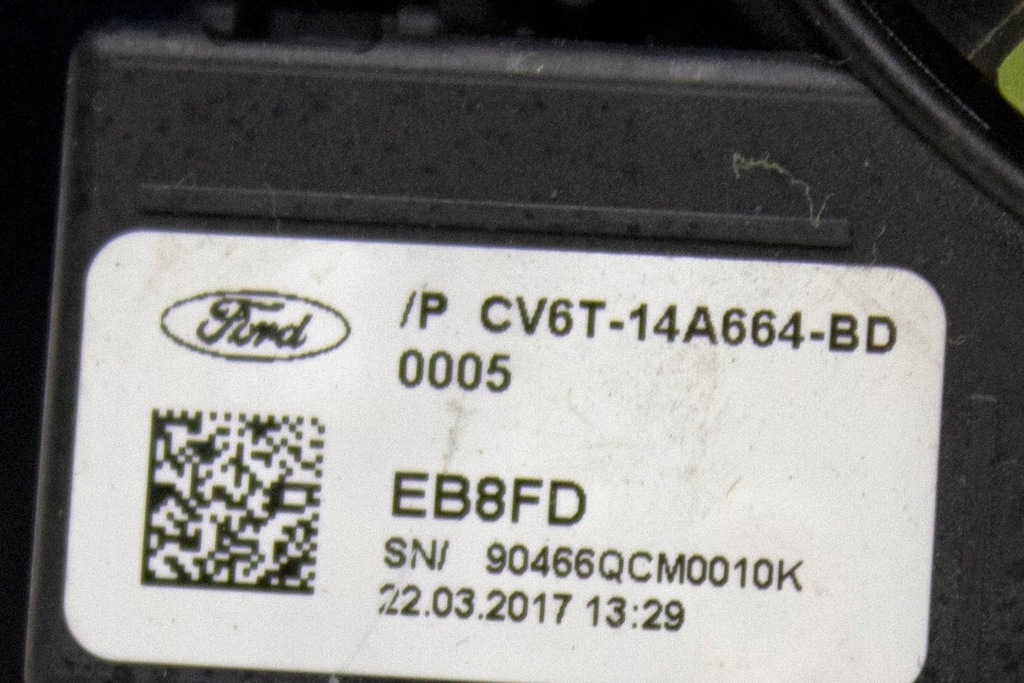 Ford
/P CV6T-14A664-BD
0005
EB8FD
SN/ 90466QCM0010K
22.03.2017 13:29